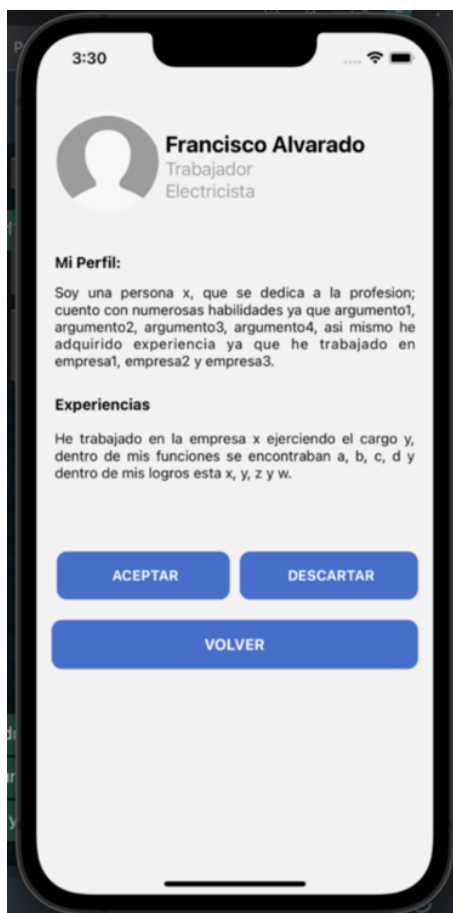 3:30
Francisco Alvarado
Trabajador
Electricista
Mi Perfil:
Soy una persona x, que se dedica a la profesion;
cuento con numerosas habilidades ya que argumento1,
argumento2, argumento3, argumento4, asi mismo he
adquirido experiencia ya que he trabajado en
empresa1, empresa2 y empresa3.
Experiencias
He trabajado en la empresa x ejerciendo el cargo y,
dentro de mis funciones se encontraban a, b, c, d y
dentro de mis logros esta x, y, z y w.
ACEPTAR
DESCARTAR
VOLVER